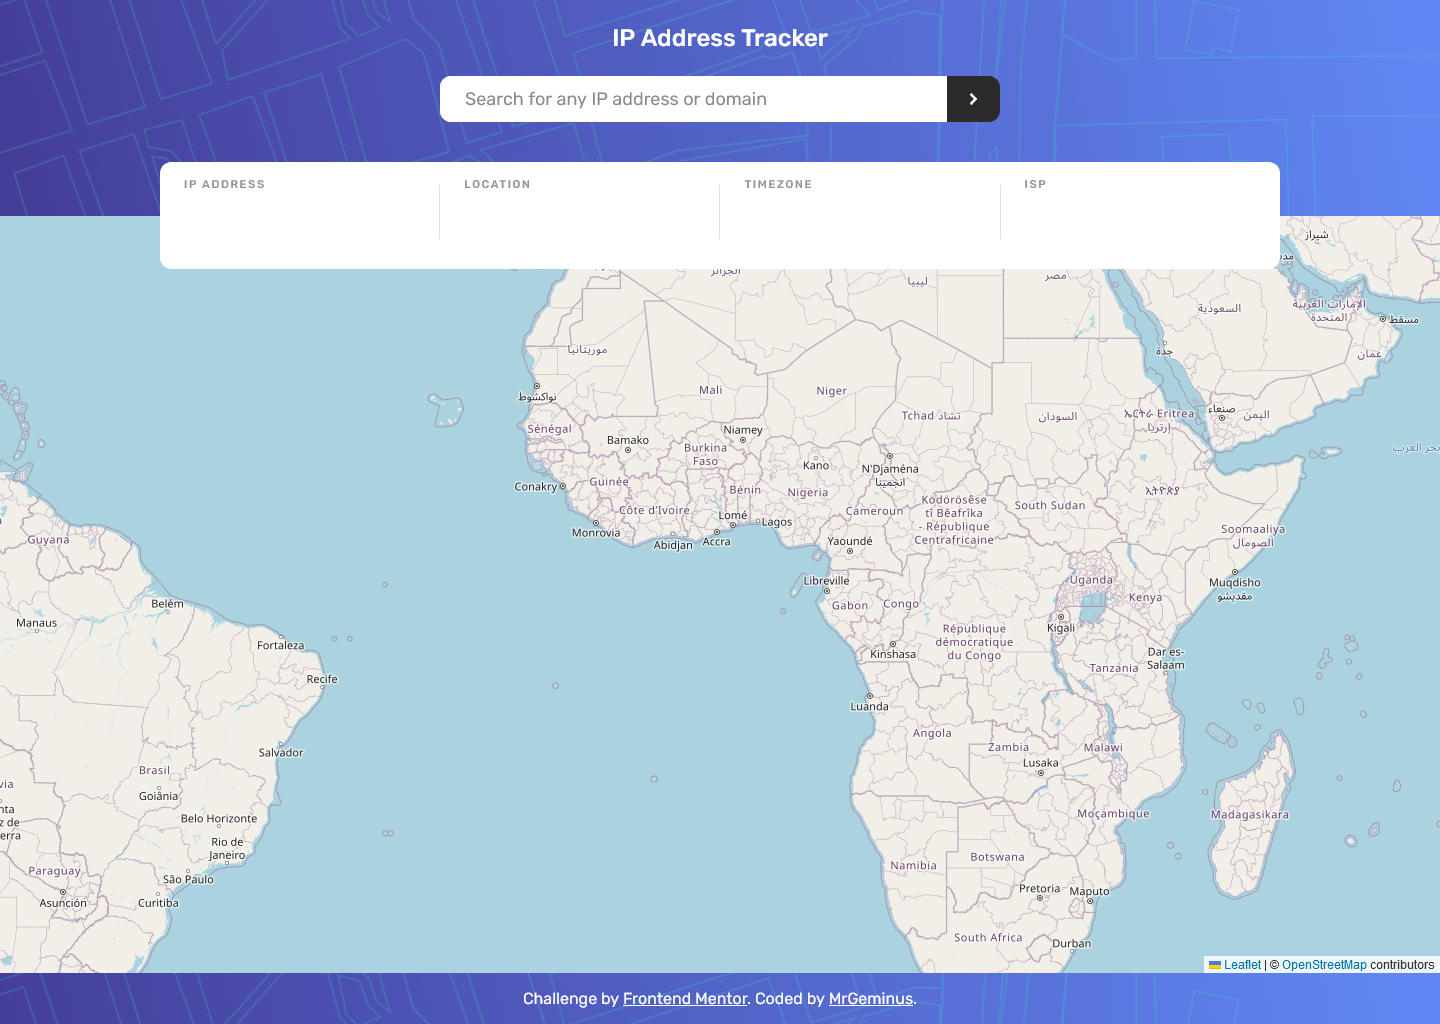 IP Address Tracker
Search for any IP address or domain
IP ADDRESS
LOCATION
TIMEZONE
ISP
شیراز
الجزائر
ليبيا
مصر
السعودية
الإمارات العربية
المتحدة
مسقط
جدة
عمان
موريتانيا
نواكشوط
Mali
Niger
Tchad تشاد
السودان
ኤርትራ Eritrea
إرتريا
صنعاء
اليمن
بحر العرب
Sénégal
Bamako
Niamey
Burkina
Faso
Kano
N'Djaména
انجمينا
Conakry
Guinée
Bénin
Nigeria
Côte d'Ivoire
Lomé
Lagos
Cameroun
Ködörösêse
tî Bêafrîka
- République
Centrafricaine
South Sudan
ኢትዮጵያ
Soomaaliya
الصومال
Monrovia
Abidjan
Accra
Yaoundé
Guyana
Libreville
Uganda
Muqdisho
مقديشو
Belém
Gabon
Congo
Kenya
Manaus
Kigali
Fortaleza
République
démocratique
du Congo
Kinshasa
Dar es-
Salaam
Tanzania
Recife
Luanda
Angola
Zambia
Malawi
Salvador
Lusaka
Brasil
Goiânia
Moçambique
Madagasikara
Belo Horizonte
Rio de
Janeiro
Paraguay
São Paulo
Namibia
Botswana
Asunción
Curitiba
Pretoria
Maputo
South Africa
Durban
Leaflet | © OpenStreetMap contributors
Challenge by Frontend Mentor. Coded by MrGeminus.